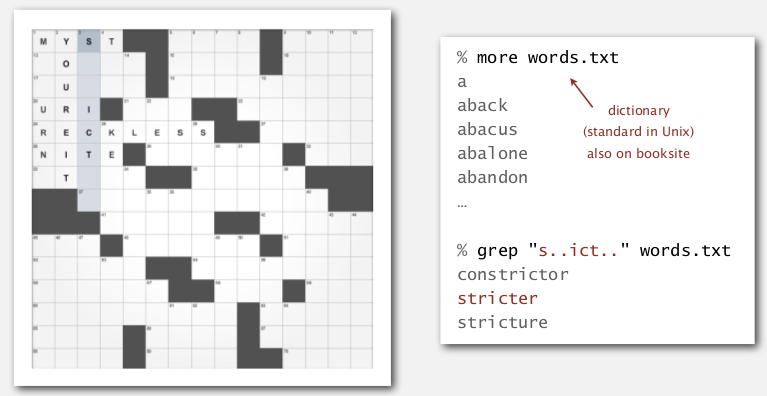 M Y S T
O
U
U R I
R E C K L E S S
N I T E
T
% more words.txt
a
aback
abacus
abalone
abandon
…
dictionary
(standard in Unix)
also on booksite
% grep "s..ict.." words.txt
constrictor
stricter
stricture